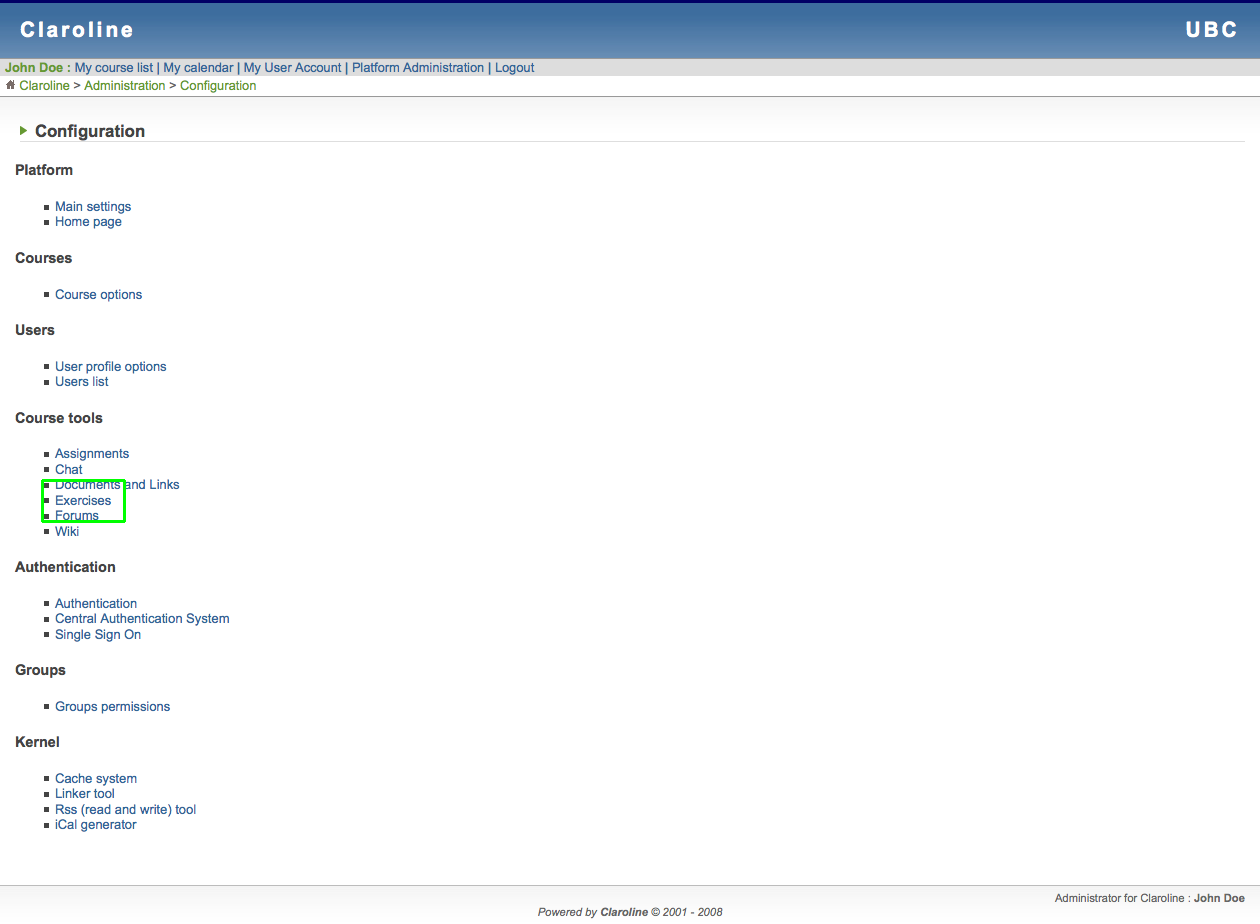 Claroline UBC
John Doe : My course list | My calendar | My User Account | Platform Administration | Logout
Claroline > Administration > Configuration
Configuration
Platform
Main settings
Home page
Courses
Course options
Users
User profile options
Users list
Course tools
Assignments
Chat
Documents and Links
Exercises
Forums
Wiki
Authentication
Authentication
Central Authentication System
Single Sign On
Groups
Groups permissions
Kernel
Cache system
Linker tool
Rss (read and write) tool
iCal generator
Administrator for Claroline : John Doe
Powered by Claroline © 2001 - 2008